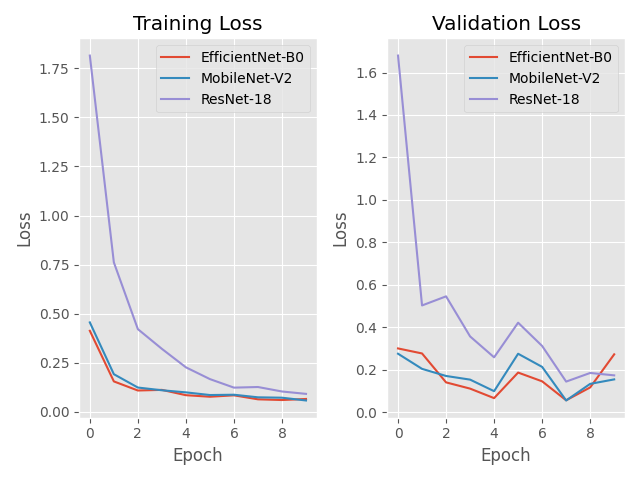 Training Loss
Loss
1.75
1.50
1.25
1.00
0.75
0.50
0.25
0.00
EfficientNet-B0
MobileNet-V2
ResNet-18
0 2 4 6 8
Epoch
Validation Loss
Loss
1.6
1.4
1.2
1.0
0.8
0.6
0.4
0.2
0.0
EfficientNet-B0
MobileNet-V2
ResNet-18
0 2 4 6 8
Epoch